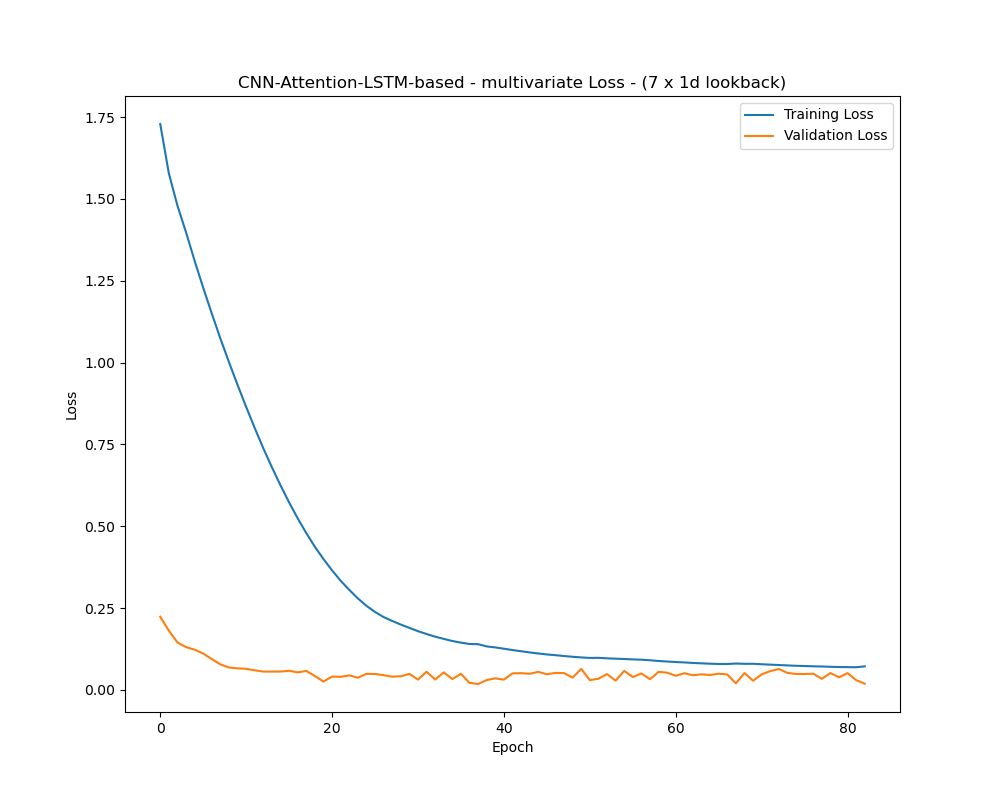 CNN-Attention-LSTM-based - multivariate Loss - (7 x 1d lookback)
Training Loss
Validation Loss
1.75
1.50
1.25
1.00
0.75
0.50
0.25
0.00
Loss
0
20
40
60
80
Epoch